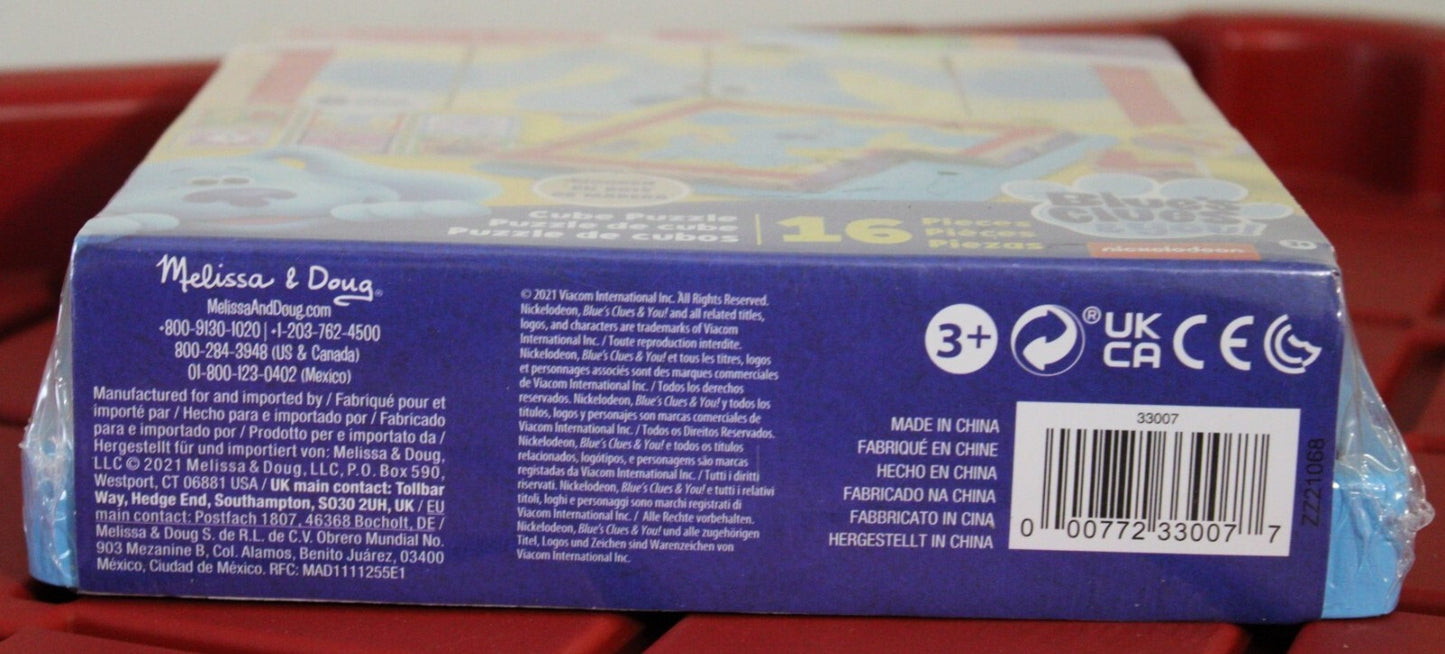 Cube Puzzle
Puzzle de cube
Puzzle de cubos
16
Pieces
Pièces
Piezas
Blue's
Clues
& you!
nickelodeon
Melissa & Doug®
MelissaAndDoug.com
+800-9130-1020 | +1-203-762-4500
800-284-3948 (US & Canada)
01-800-123-0402 (Mexico)
Manufactured for and imported by / Fabriqué pour et
importé par / Hecho para e importado por / Fabricado
para e importado por / Prodotto per e importato da /
Hergestellt für und importiert von: Melissa & Doug,
LLC © 2021 Melissa & Doug, LLC, P.O. Box 590,
Westport, CT 06881 USA / UK main contact: Tollbar
Way, Hedge End, Southampton, SO30 2UH, UK / EU
main contact: Postfach 1807, 46368 Bocholt, DE /
Melissa & Doug S. de R.L. de C.V. Obrero Mundial No.
903 Mezanine B, Col. Alamos, Benito Juárez, 03400
México, Ciudad de México. RFC: MAD1111255E1
© 2021 Viacom International Inc. All Rights Reserved.
Nickelodeon, Blue's Clues & You! and all related titles,
logos, and characters are trademarks of Viacom
International Inc. / Toute reproduction interdite.
Nickelodeon, Blue's Clues & You! et tous les titres, logos
et personnages associés sont des marques commerciales
de Viacom International Inc. / Todos los derechos
reservados. Nickelodeon, Blue's Clues & You! y todos los
títulos, logos y personajes son marcas comerciales de
Viacom International Inc. / Todos os Direitos Reservados.
Nickelodeon, Blue's Clues & You! e todos os títulos
relacionados, logótipos, e personagens são marcas
registadas da Viacom International Inc. / Tutti i diritti
riservati. Nickelodeon, Blue's Clues & You! e tutti i relativi
titoli, loghi e personaggi sono marchi registrati di
Viacom International Inc. / Alle Rechte vorbehalten.
Nickelodeon, Blue's Clues & You! und alle zugehörigen
Titel, Logos und Zeichen sind Warenzeichen von
Viacom International Inc.
3+
®
UK
CA
CE
MADE IN CHINA
FABRIQUÉ EN CHINE
HECHO EN CHINA
FABRICADO NA CHINA
FABBRICATO IN CINA
HERGESTELLT IN CHINA
33007
0 00772 33007 7
ZZ21068